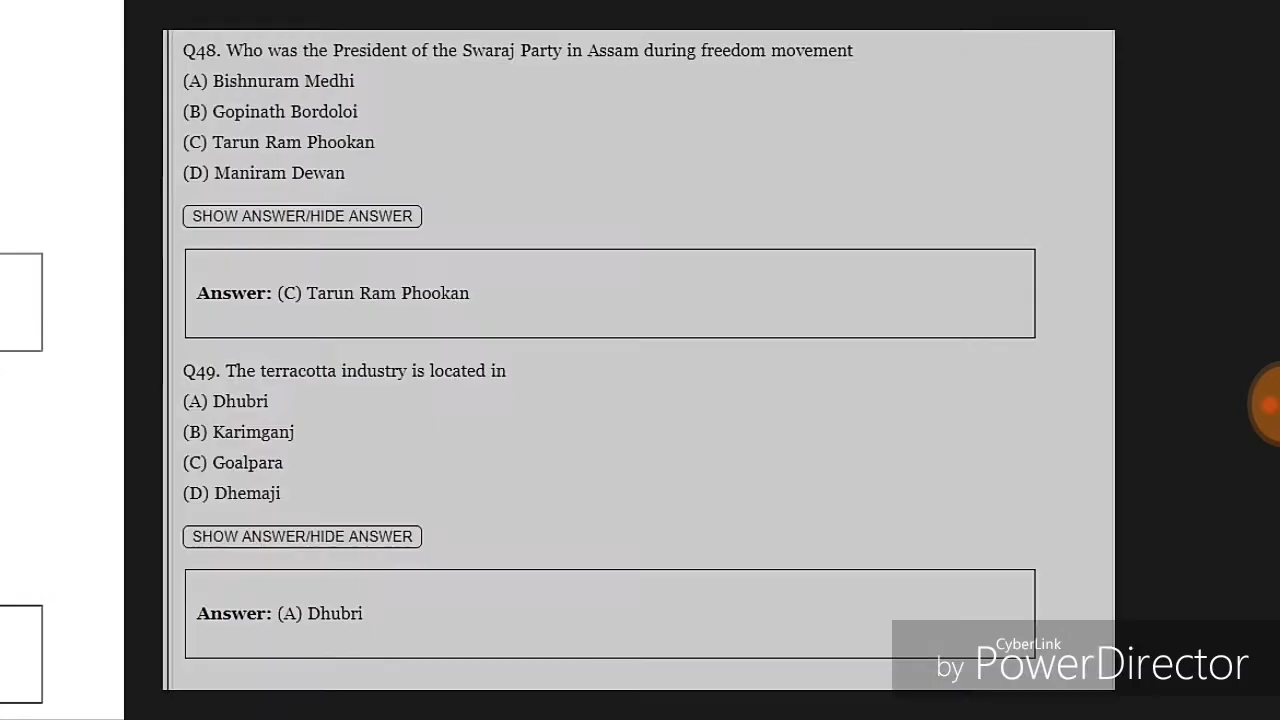 Q48. Who was the President of the Swaraj Party in Assam during freedom movement
(A) Bishnuram Medhi
(B) Gopinath Bordoloi
(C) Tarun Ram Phookan
(D) Maniram Dewan
SHOW ANSWER/HIDE ANSWER
Answer: (C) Tarun Ram Phookan
Q49. The terracotta industry is located in
(A) Dhubri
(B) Karimganj
(C) Goalpara
(D) Dhemaji
SHOW ANSWER/HIDE ANSWER
Answer: (A) Dhubri
CyberLink
by PowerDirector